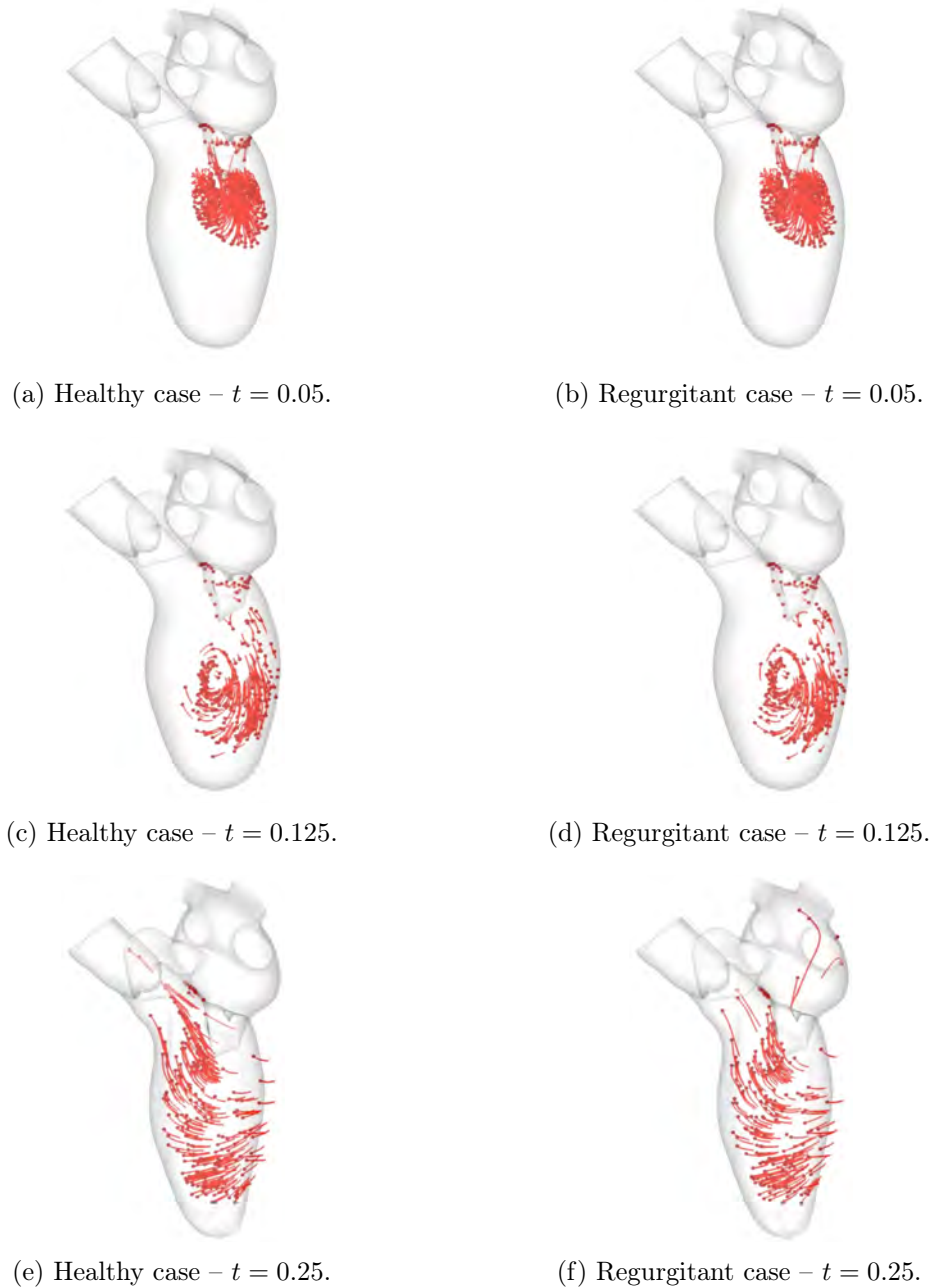 (a) Healthy case – t = 0.05.
(b) Regurgitant case – t = 0.05.
(c) Healthy case – t = 0.125.
(d) Regurgitant case – t = 0.125.
(e) Healthy case – t = 0.25.
(f) Regurgitant case – t = 0.25.